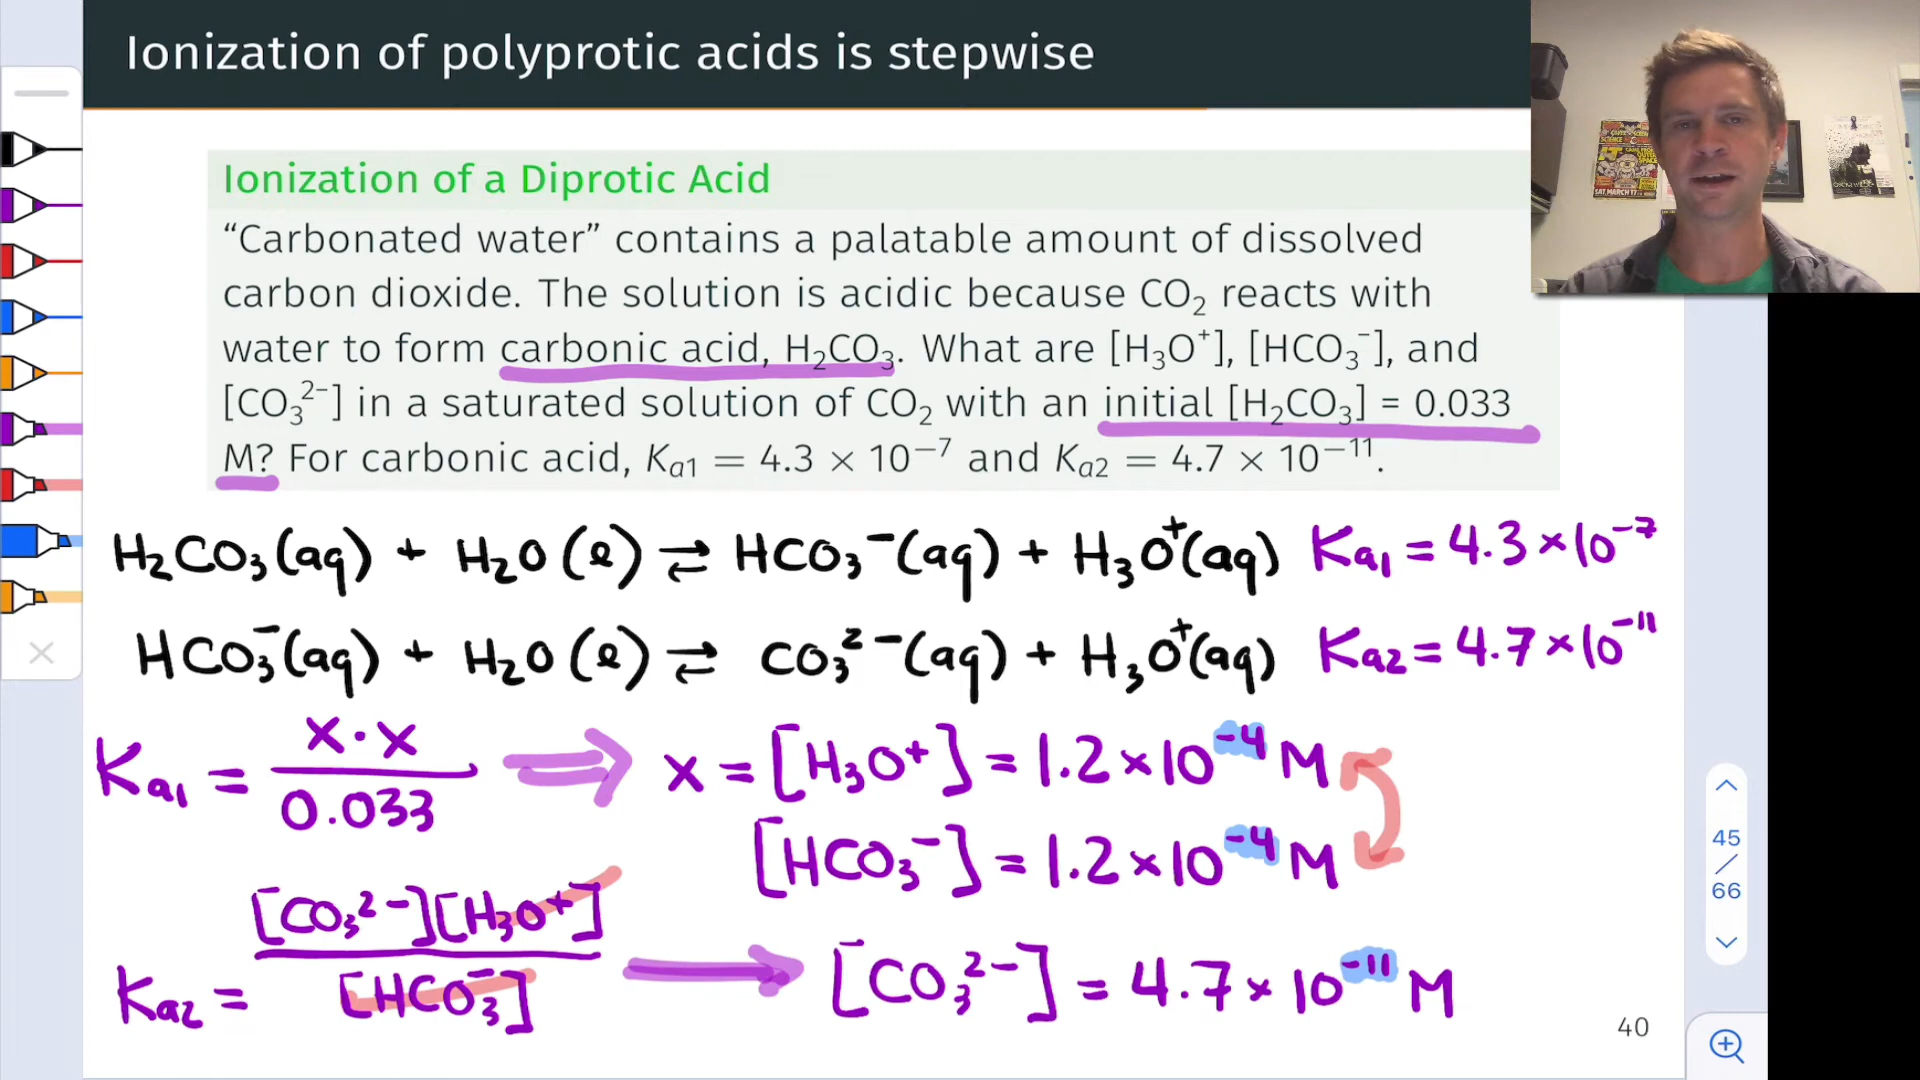 Ionization of polyprotic acids is stepwise
Ionization of a Diprotic Acid
“Carbonated water” contains a palatable amount of dissolved
carbon dioxide. The solution is acidic because CO₂ reacts with
water to form carbonic acid, H₂CO₃. What are [H₃O⁺], [HCO₃⁻], and
[CO₃²⁻] in a saturated solution of CO₂ with an initial [H₂CO₃] = 0.033
M? For carbonic acid, Kₐ₁ = 4.3 × 10⁻⁷ and Kₐ₂ = 4.7 × 10⁻¹¹.
H₂CO₃(aq) + H₂O(l) ⇌ HCO₃⁻(aq) + H₃O⁺(aq) Kₐ₁ = 4.3×10⁻⁷
HCO₃⁻(aq) + H₂O(l) ⇌ CO₃²⁻(aq) + H₃O⁺(aq) Kₐ₂ = 4.7×10⁻¹¹
Kₐ₁ = x·x / 0.033 ⇒ x = [H₃O⁺] = 1.2×10⁻⁴ M
[HCO₃⁻] = 1.2×10⁻⁴ M
Kₐ₂ = [CO₃²⁻][H₃O⁺] / [HCO₃⁻] → [CO₃²⁻] = 4.7×10⁻¹¹ M
45
/
66
40
SAT. MARCH 17